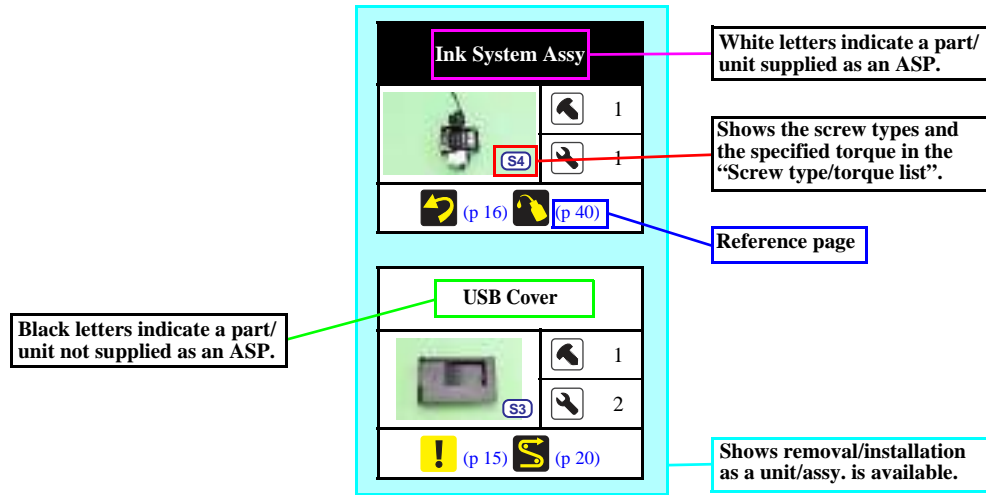 Ink System Assy
1
S4
1
(p 16) (p 40)
USB Cover
1
S3
2
(p 15) (p 20)
White letters indicate a part/
unit supplied as an ASP.
Shows the screw types and
the specified torque in the
“Screw type/torque list”.
Reference page
Black letters indicate a part/
unit not supplied as an ASP.
Shows removal/installation
as a unit/assy. is available.